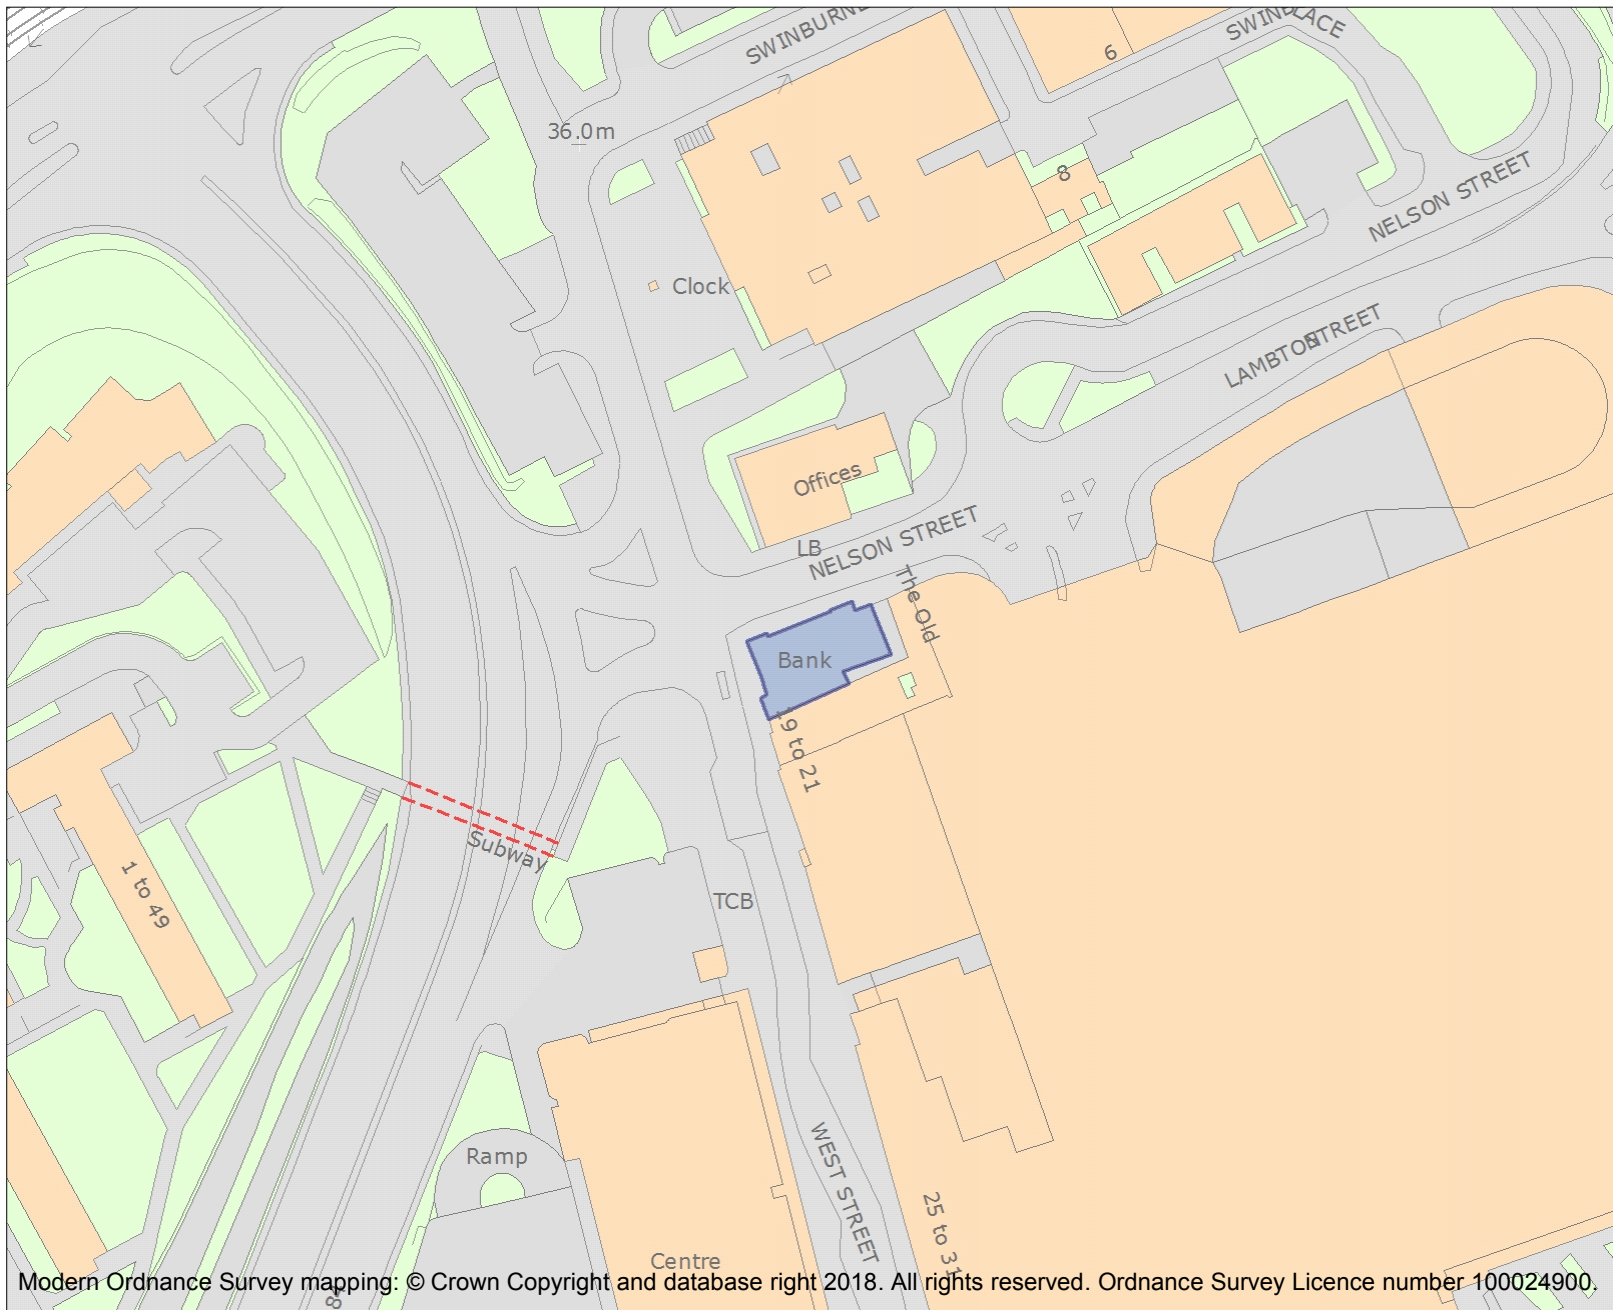 SWINBURNE
SWIN
LACE
6
36.0m
8
NELSON STREET
Clock
LAMBTON
STREET
Offices
LB
NELSON STREET
The Old
Bank
19 to 21
Subway
1 to 49
TCB
WEST STREET
Ramp
25 to 31
Centre
Modern Ordnance Survey mapping: © Crown Copyright and database right 2018. All rights reserved. Ordnance Survey Licence number 100024900.